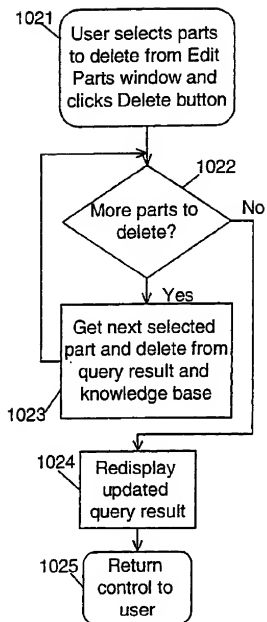 1021
User selects parts
to delete from Edit
Parts window and
clicks Delete button
1022
More parts to
delete?
No
Yes
Get next selected
part and delete from
query result and
knowledge base
1023
1024
Redisplay
updated
query result
1025
Return
control to
user